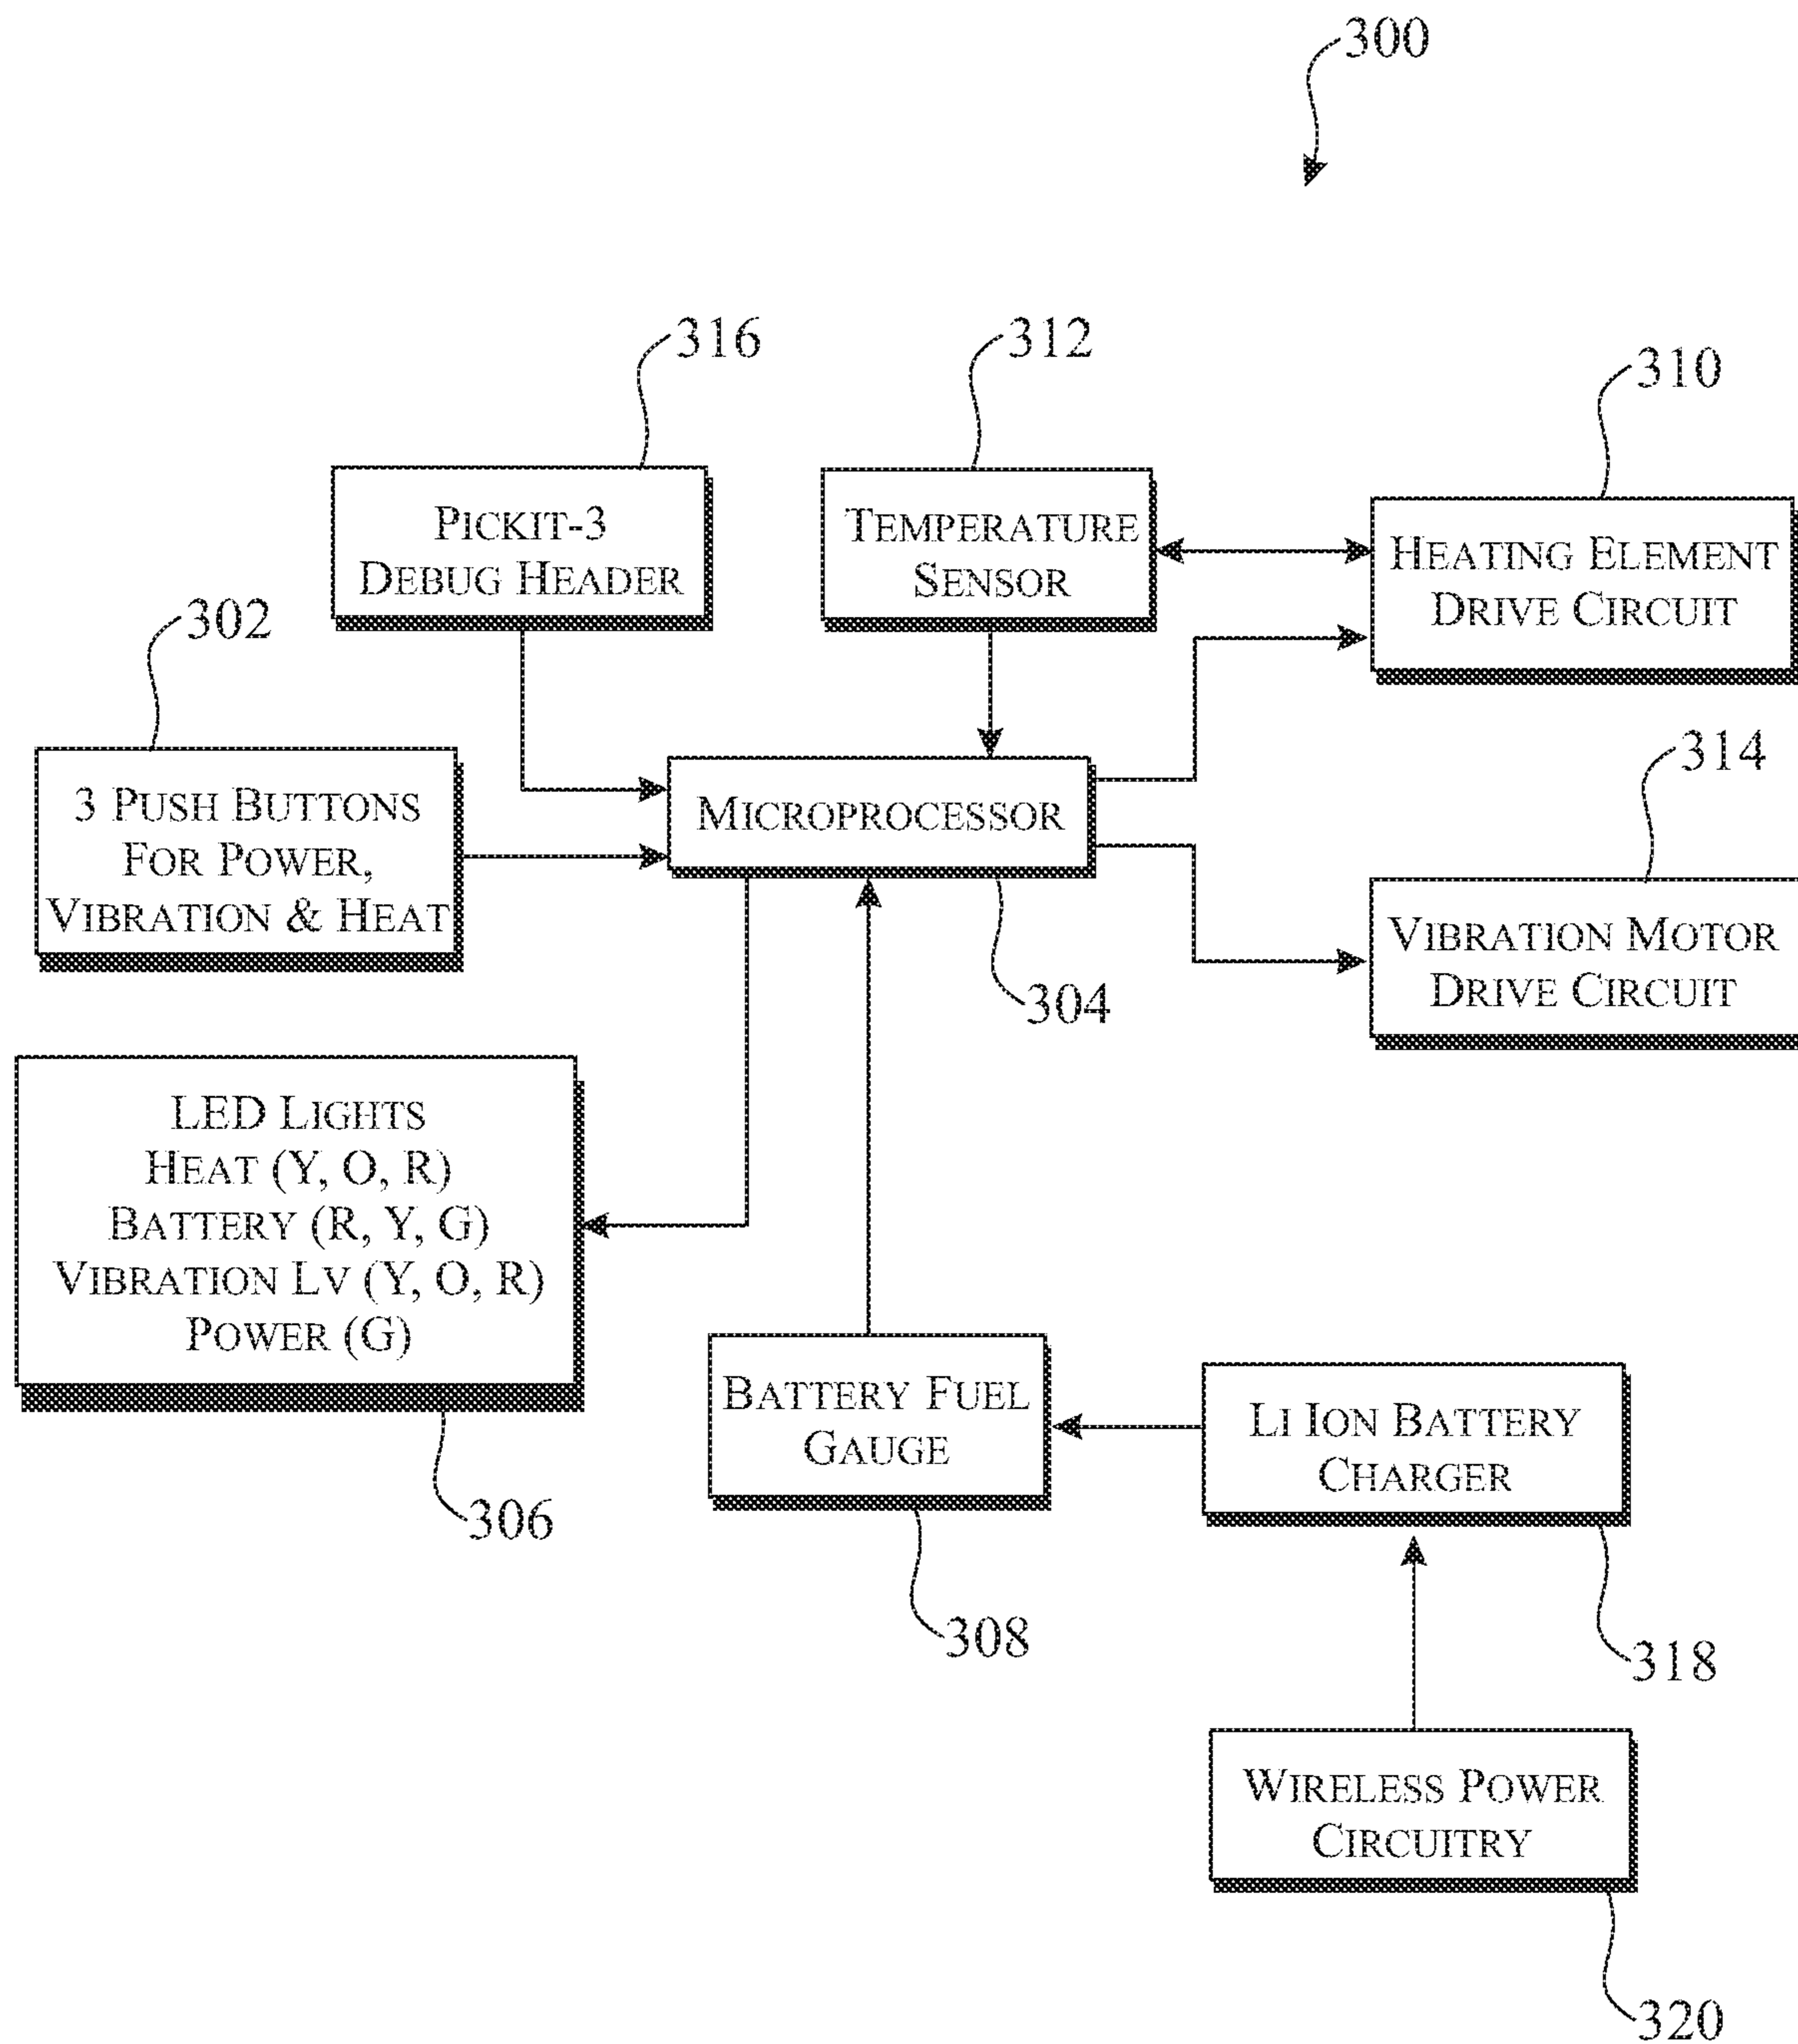 300
316
312
310
PICKIT-3
DEBUG HEADER
TEMPERATURE
SENSOR
HEATING ELEMENT
DRIVE CIRCUIT
302
314
3 PUSH BUTTONS
FOR POWER,
VIBRATION & HEAT
MICROPROCESSOR
VIBRATION MOTOR
DRIVE CIRCUIT
304
LED LIGHTS
HEAT (Y, O, R)
BATTERY (R, Y, G)
VIBRATION LV (Y, O, R)
POWER (G)
BATTERY FUEL
GAUGE
LI ION BATTERY
CHARGER
306
308
318
WIRELESS POWER
CIRCUITRY
320